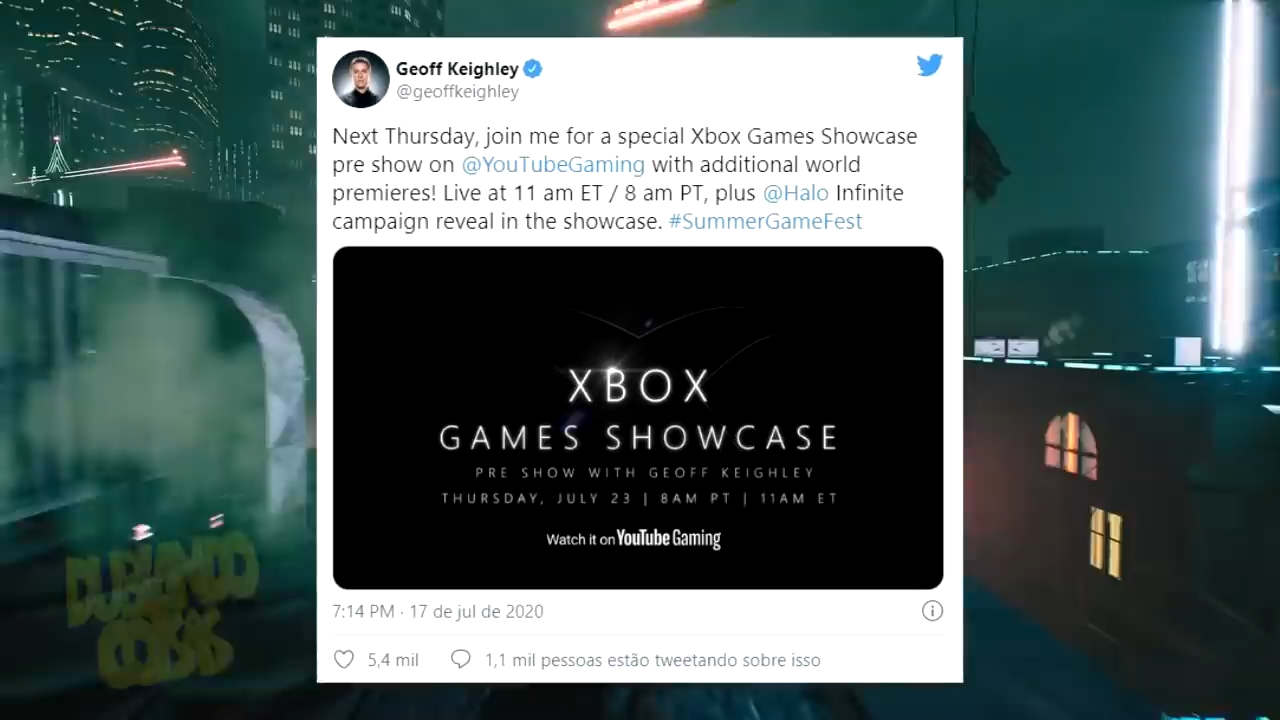 Geoff Keighley
@geoffkeighley
Next Thursday, join me for a special Xbox Games Showcase
pre show on @YouTubeGaming with additional world
premieres! Live at 11 am ET / 8 am PT, plus @Halo Infinite
campaign reveal in the showcase. #SummerGameFest
XBOX
GAMES SHOWCASE
PRE SHOW WITH GEOFF KEIGHLEY
THURSDAY, JULY 23 | 8AM PT | 11AM ET
Watch it on YouTube Gaming
7:14 PM · 17 de jul de 2020
5,4 mil
1,1 mil pessoas estão tweetando sobre isso
DUBLANDO
COISAS